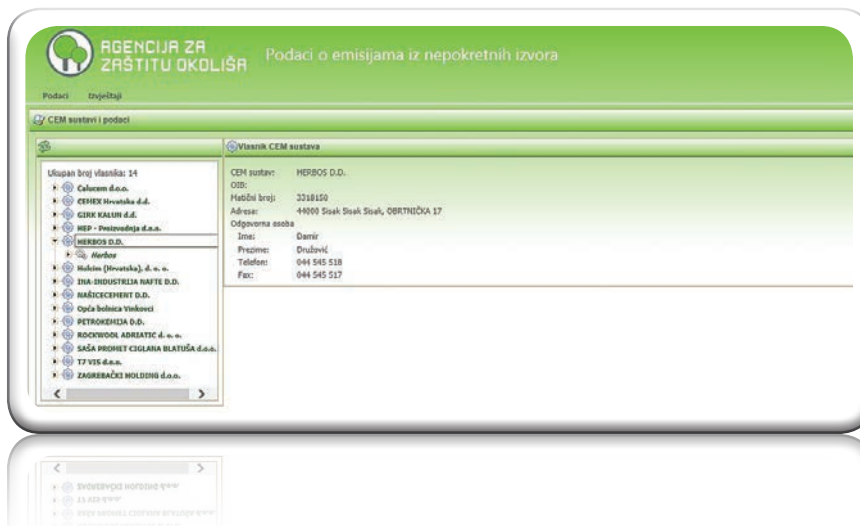 AGENCIJA ZA
ZAŠTITU OKOLIŠA
Podaci o emisijama iz nepokretnih izvora
Podaci Izvještaji
CEM sustavi i podaci
Vlasnik CEM sustava
Ukupan broj vlasnika: 14
Calucem d.o.o.
CEMEX Hrvatska d.d.
GIRK KALUN d.d.
HEP - Proizvodnja d.o.o.
HERBOS D.D.
Herbos
Holcim (Hrvatska), d. o. o.
INA-INDUSTRIJA NAFTE D.D.
NAŠICECEMENT D.D.
Opća bolnica Vinkovci
PETROKEMIJA D.D.
ROCKWOOL ADRIATIC d. o. o.
SAŠA PROMET CIGLANA BLATUŠA d.o.o.
T7 VIS d.o.o.
ZAGREBAČKI HOLDING d.o.o.
CEM sustav: HERBOS D.D.
OIB:
Matični broj: 3318150
Adresa: 44000 Sisak Sisak Sisak, OBRTNIČKA 17
Odgovorna osoba
Ime: Damir
Prezime: Družović
Telefon: 044 545 518
Fax: 044 545 517